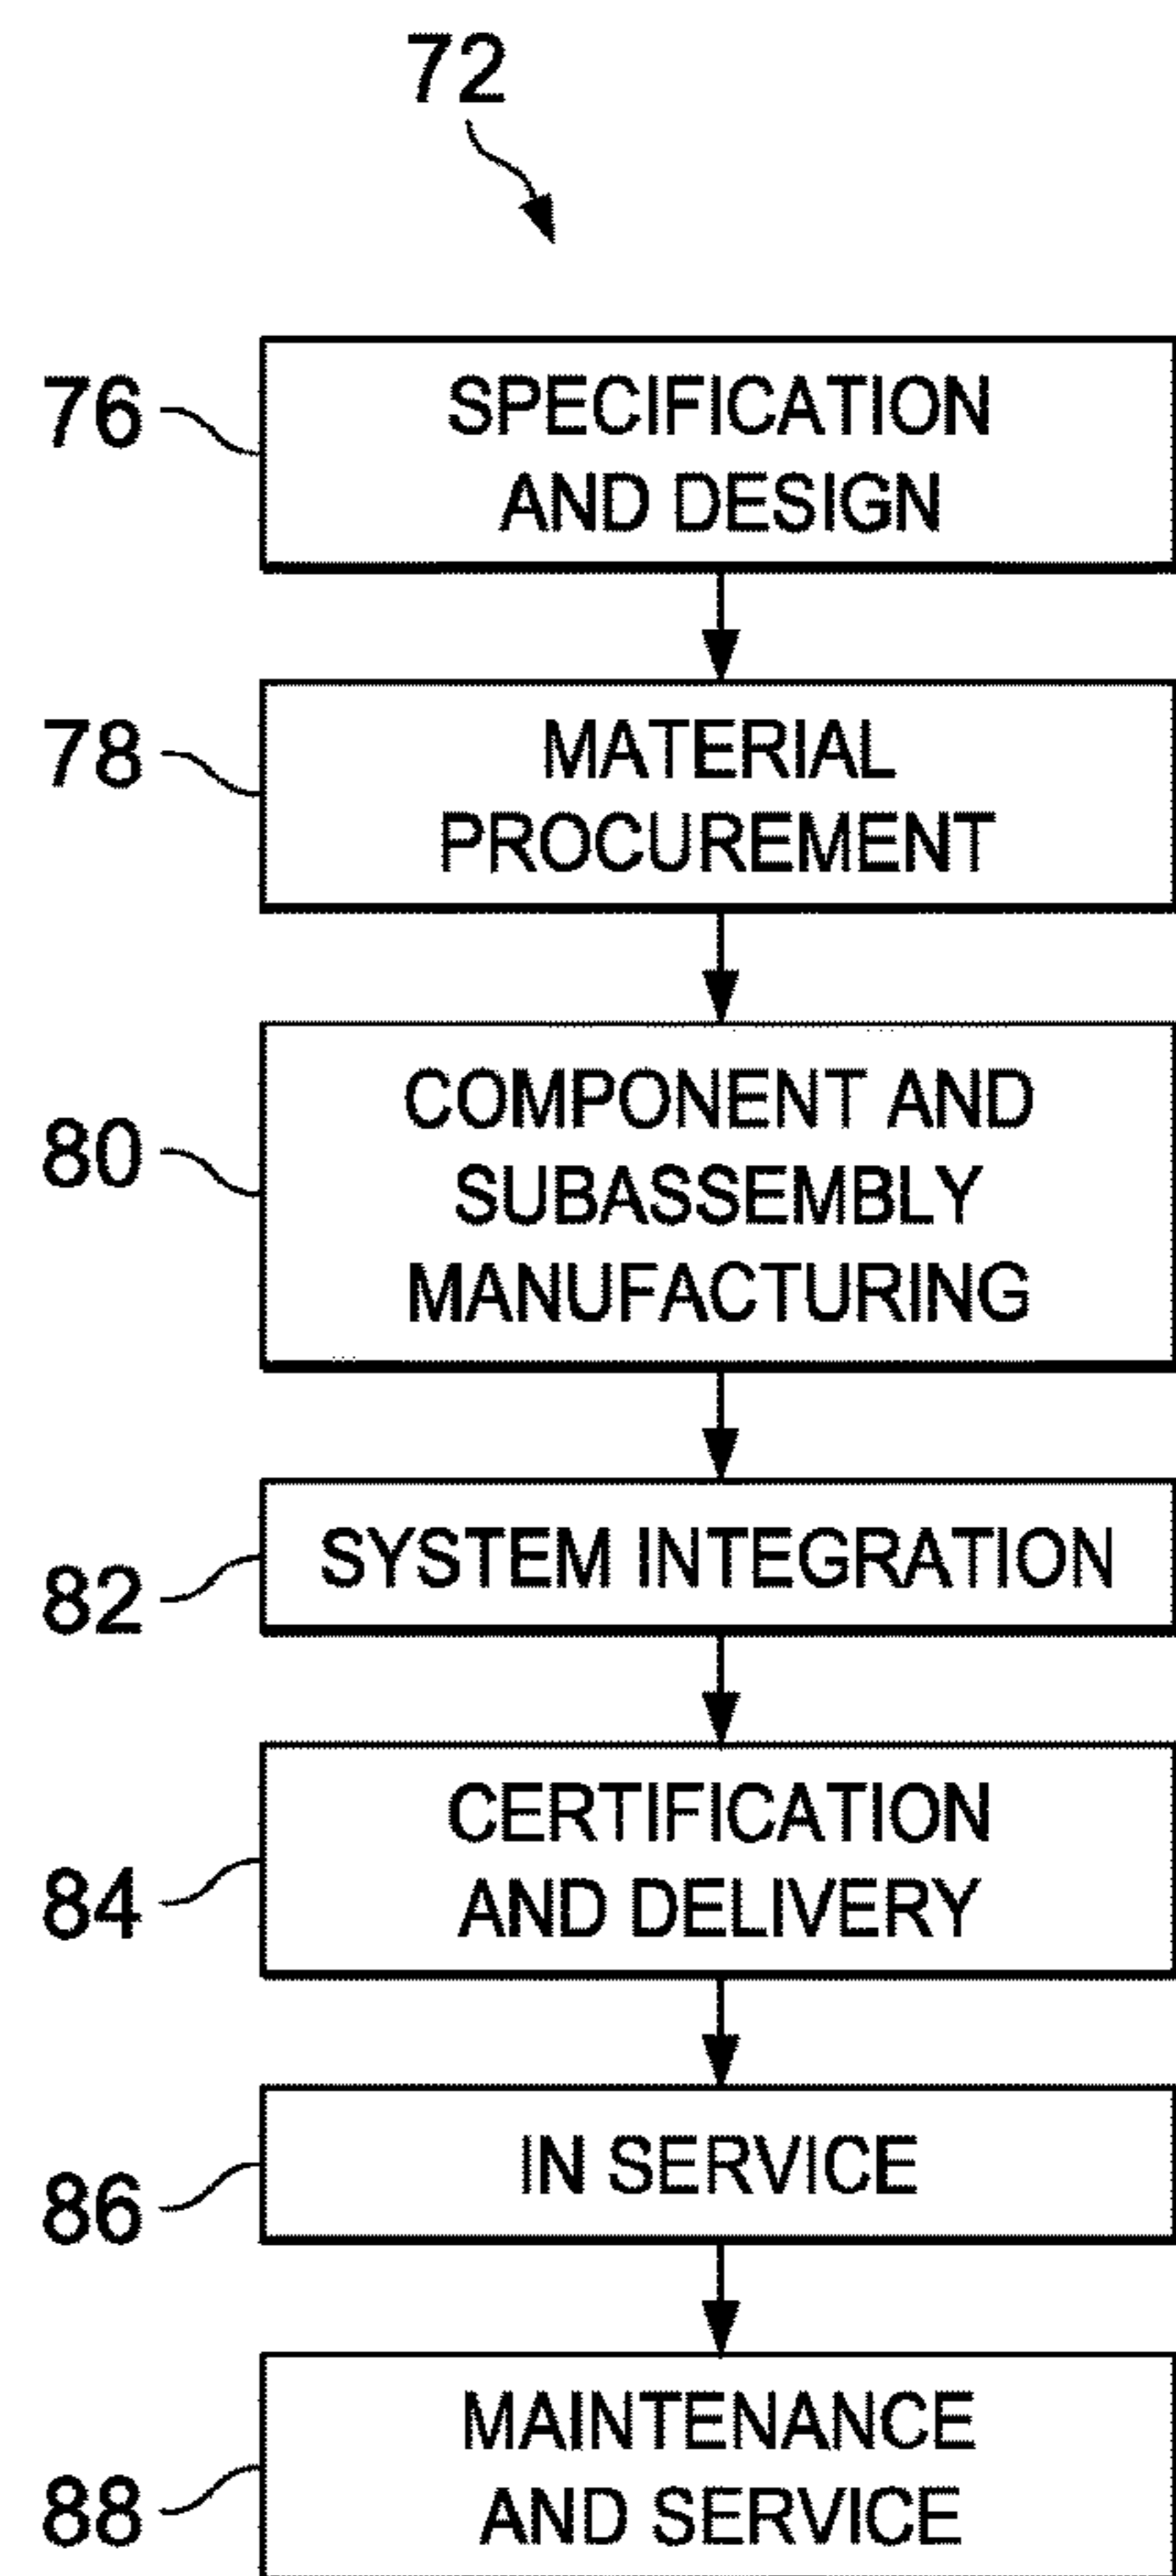 72
76
SPECIFICATION
AND DESIGN
78
MATERIAL
PROCUREMENT
80
COMPONENT AND
SUBASSEMBLY
MANUFACTURING
82
SYSTEM INTEGRATION
84
CERTIFICATION
AND DELIVERY
86
IN SERVICE
88
MAINTENANCE
AND SERVICE